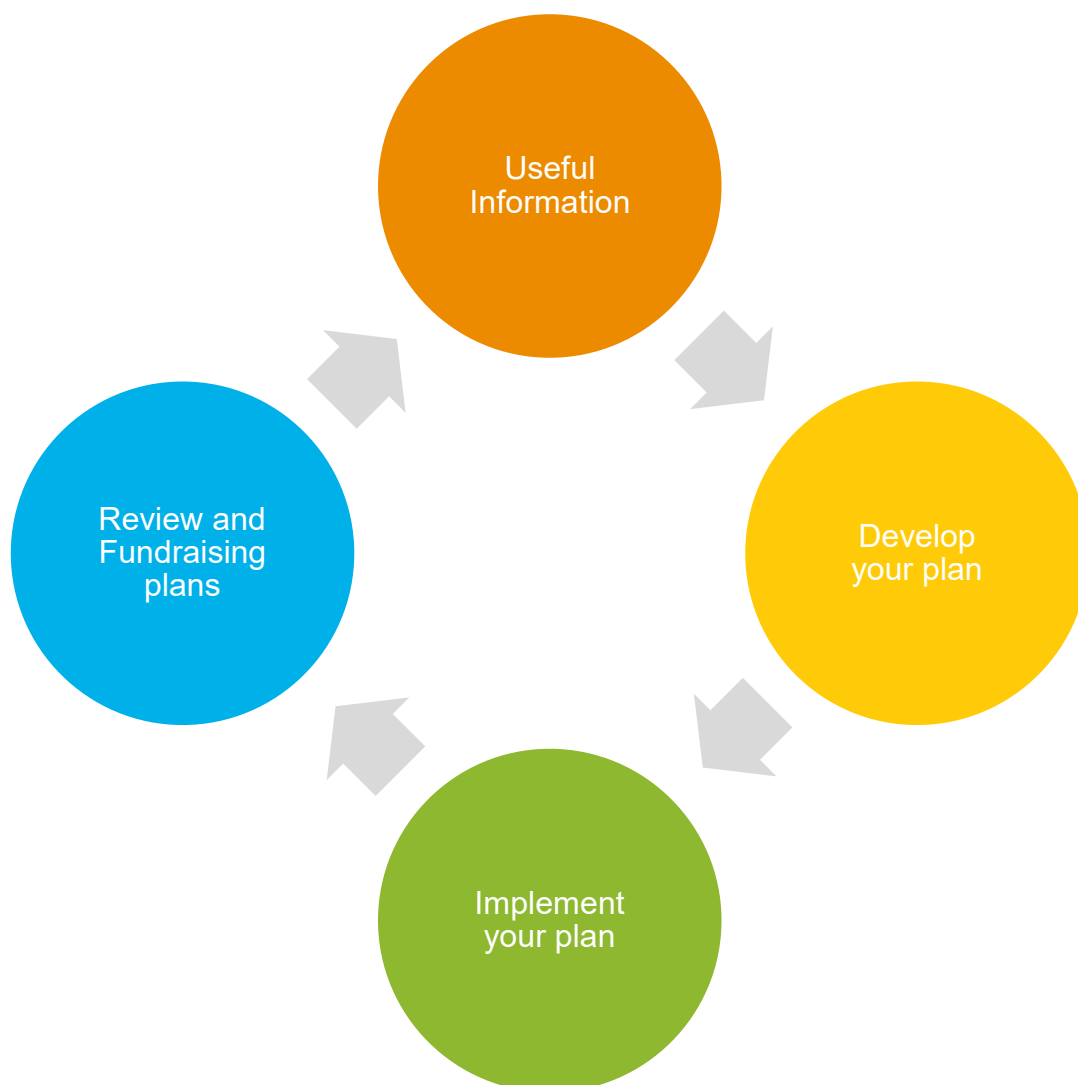 Useful
Information
Develop
your plan
Implement
your plan
Review and
Fundraising
plans